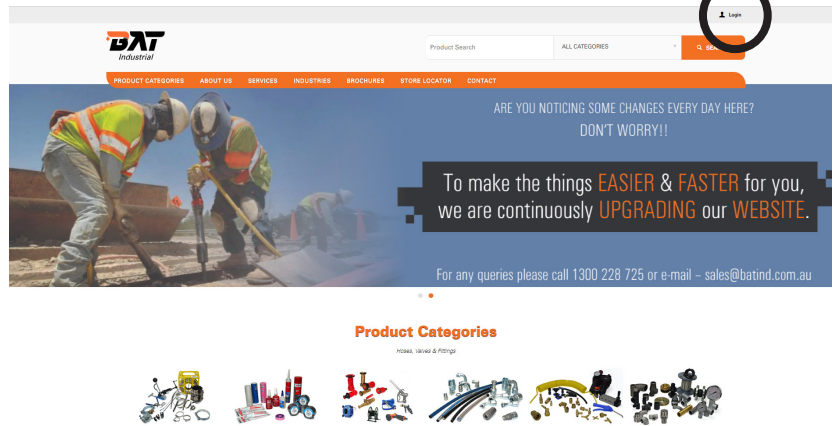 Login
BAT
Industrial
Product Search
ALL CATEGORIES
PRODUCT CATEGORIES ABOUT US SERVICES INDUSTRIES BROCHURES STORE LOCATOR CONTACT
ARE YOU NOTICING SOME CHANGES EVERY DAY HERE?
DON'T WORRY!!
To make the things EASIER & FASTER for you,
we are continuously UPGRADING our WEBSITE.
For any queries please call 1300 228 725 or e-mail – sales@batind.com.au
Product Categories
Hoses, Valves & Fittings